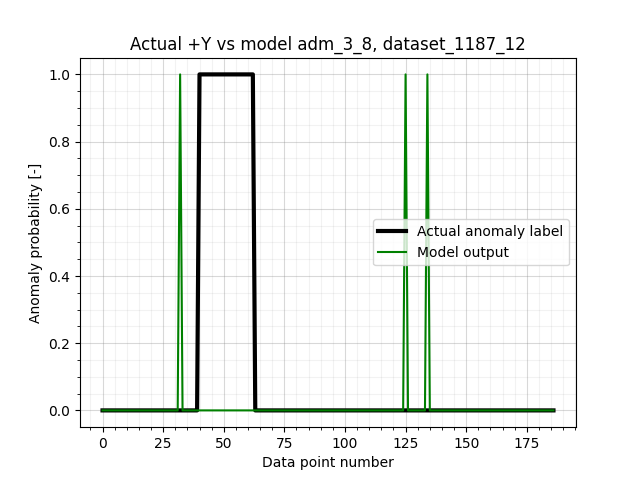 Actual +Y vs model adm_3_8, dataset_1187_12
Anomaly probability [-]
1.0
0.8
0.6
0.4
0.2
0.0
Actual anomaly label
Model output
0 25 50 75 100 125 150 175
Data point number